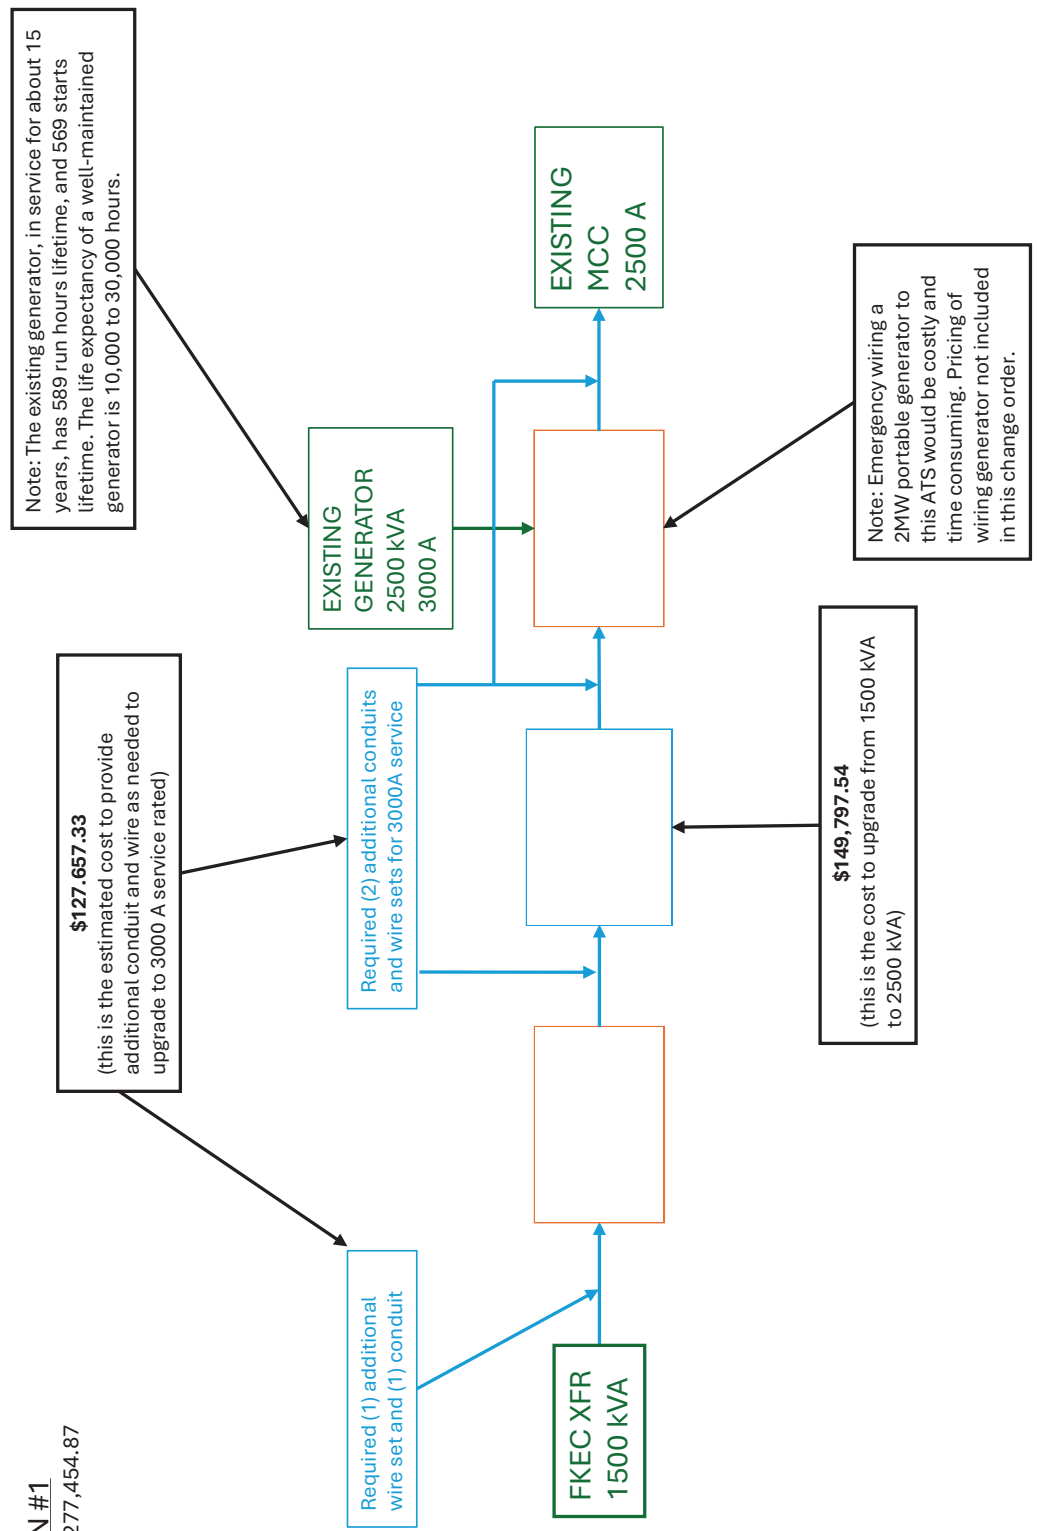 N #1
277,454.87
$127.657.33
(this is the estimated cost to provide
additional conduit and wire as needed to
upgrade to 3000 A service rated)
Note: The existing generator, in service for about 15
years, has 589 run hours lifetime, and 569 starts
lifetime. The life expectancy of a well-maintained
generator is 10,000 to 30,000 hours.
Required (1) additional
wire set and (1) conduit
Required (2) additional conduits
and wire sets for 3000A service
EXISTING
GENERATOR
2500 kVA
3000 A
FKEC XFR
1500 kVA
EXISTING
MCC
2500 A
$149,797.54
(this is the cost to upgrade from 1500 kVA
to 2500 kVA)
Note: Emergency wiring a
2MW portable generator to
this ATS would be costly and
time consuming. Pricing of
wiring generator not included
in this change order.